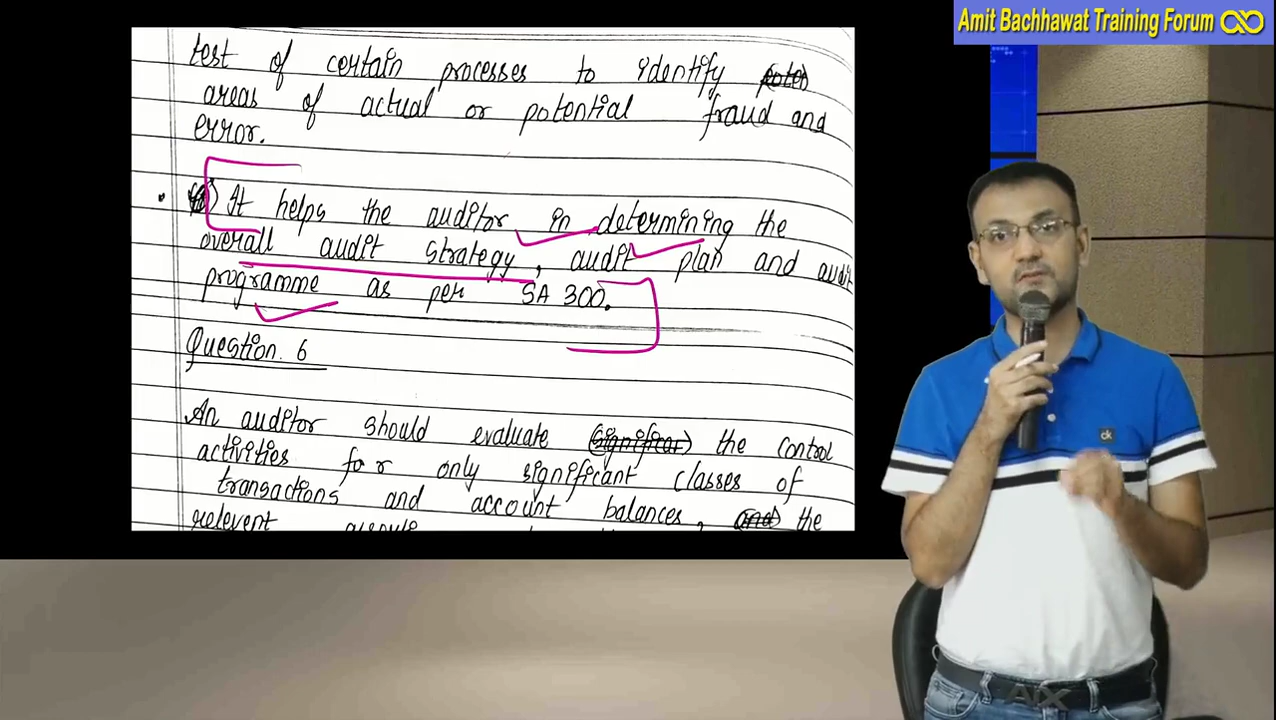 Amit Bachhawat Training Forum
test of certain processes to identify
areas of actual or potential fraud and
error.
It helps the auditor in determining the
overall audit strategy, audit plan and audit
programme as per SA 300.
Question. 6
An auditor should evaluate the control
activities for only significant classes of
transactions and account balances, the
relevent
ck